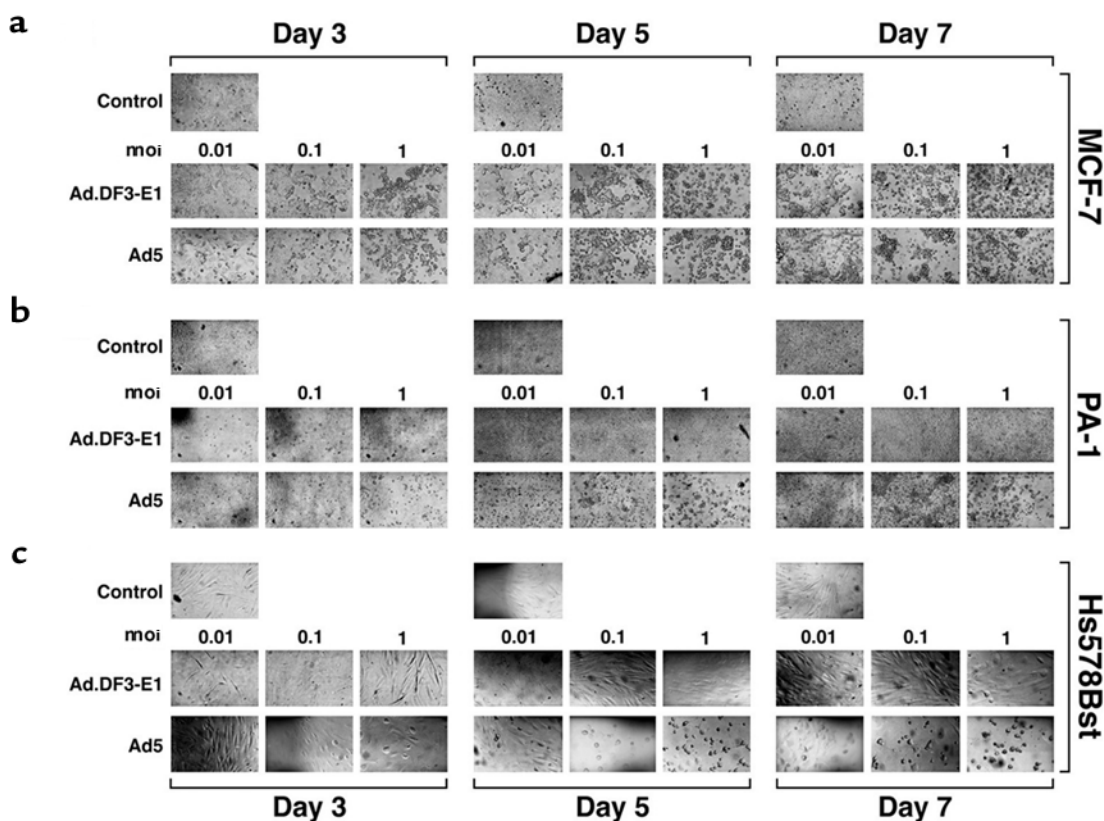 a
Day 3 Day 5 Day 7
Control
moi 0.01 0.1 1 0.01 0.1 1 0.01 0.1 1
Ad.DF3-E1
Ad5
MCF-7
b
Control
moi 0.01 0.1 1 0.01 0.1 1 0.01 0.1 1
Ad.DF3-E1
Ad5
PA-1
c
Control
moi 0.01 0.1 1 0.01 0.1 1 0.01 0.1 1
Ad.DF3-E1
Ad5
Hs578Bst
Day 3 Day 5 Day 7